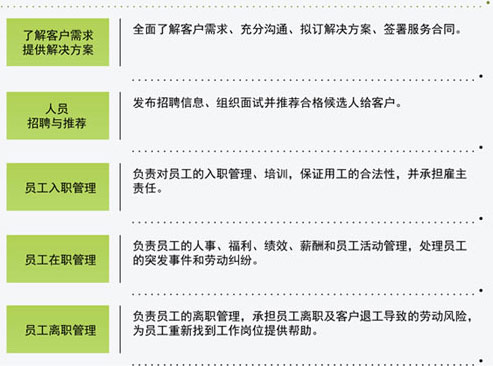 了解客户需求
提供解决方案
全面了解客户需求、充分沟通、拟订解决方案、签署服务合同。
人员
招聘与推荐
发布招聘信息、组织面试并推荐合格候选人给客户。
员工入职管理
负责对员工的入职管理、培训，保证用工的合法性，并承担雇主
责任。
员工在职管理
负责员工的人事、福利、绩效、薪酬和员工活动管理，处理员工
的突发事件和劳动纠纷。
员工离职管理
负责员工的离职管理，承担员工离职及客户退工导致的劳动风险，
为员工重新找到工作岗位提供帮助。